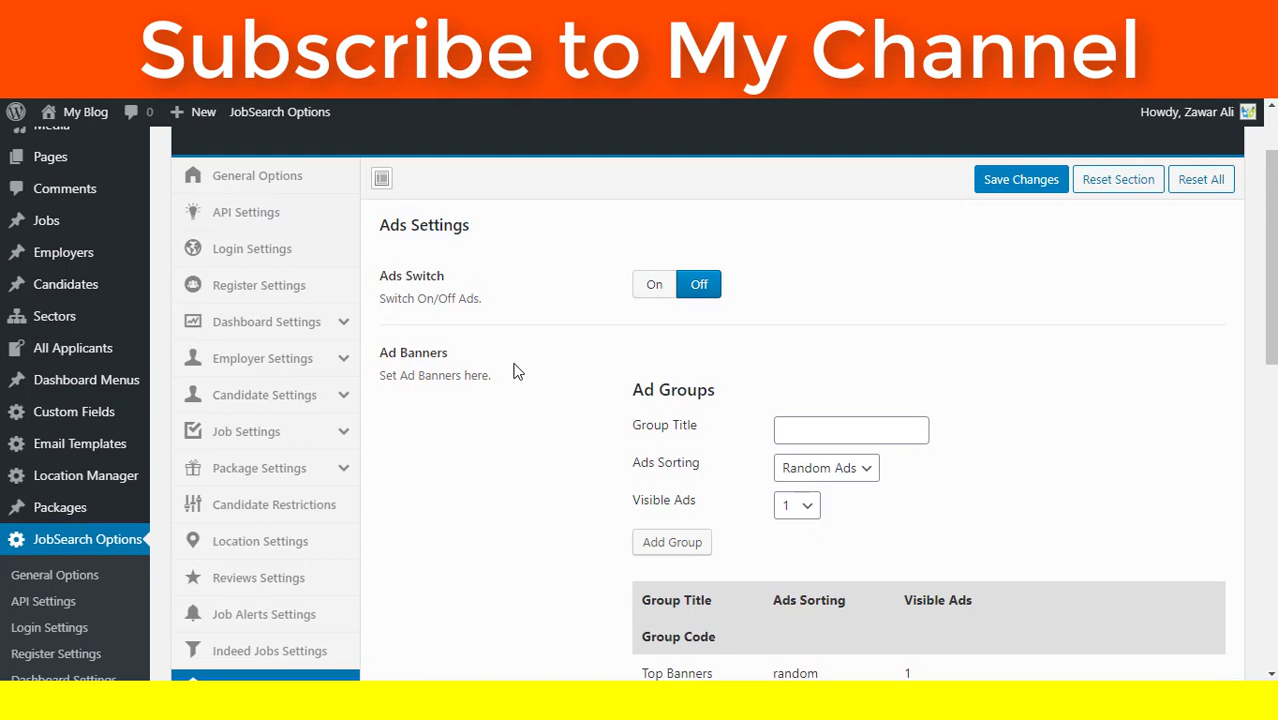 Subscribe to My Channel
My Blog 0 New JobSearch Options Howdy, Zawar Ali
Media
Pages
Comments
Jobs
Employers
Candidates
Sectors
All Applicants
Dashboard Menus
Custom Fields
Email Templates
Location Manager
Packages
JobSearch Options
General Options
API Settings
Login Settings
Register Settings
Dashboard Settings
General Options
API Settings
Login Settings
Register Settings
Dashboard Settings
Employer Settings
Candidate Settings
Job Settings
Package Settings
Candidate Restrictions
Location Settings
Reviews Settings
Job Alerts Settings
Indeed Jobs Settings
Save Changes Reset Section Reset All
Ads Settings
Ads Switch
Switch On/Off Ads.
On Off
Ad Banners
Set Ad Banners here.
Ad Groups
Group Title
Ads Sorting Random Ads
Visible Ads 1
Add Group
Group Title Ads Sorting Visible Ads
Group Code
Top Banners random 1